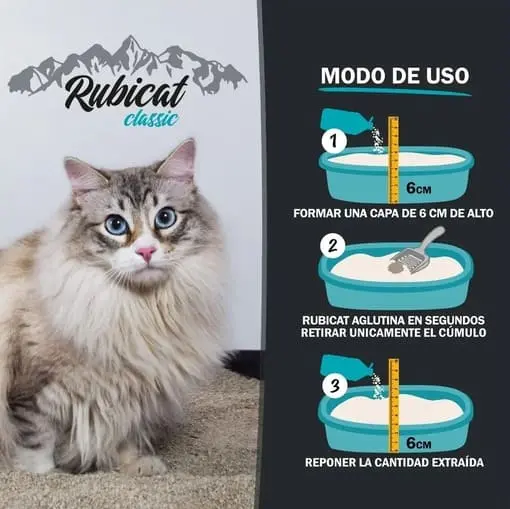 Rubicat
classic
MODO DE USO
1
6CM
FORMAR UNA CAPA DE 6 CM DE ALTO
2
RUBICAT AGLUTINA EN SEGUNDOS
RETIRAR UNICAMENTE EL CÚMULO
3
6CM
REPONER LA CANTIDAD EXTRAÍDA